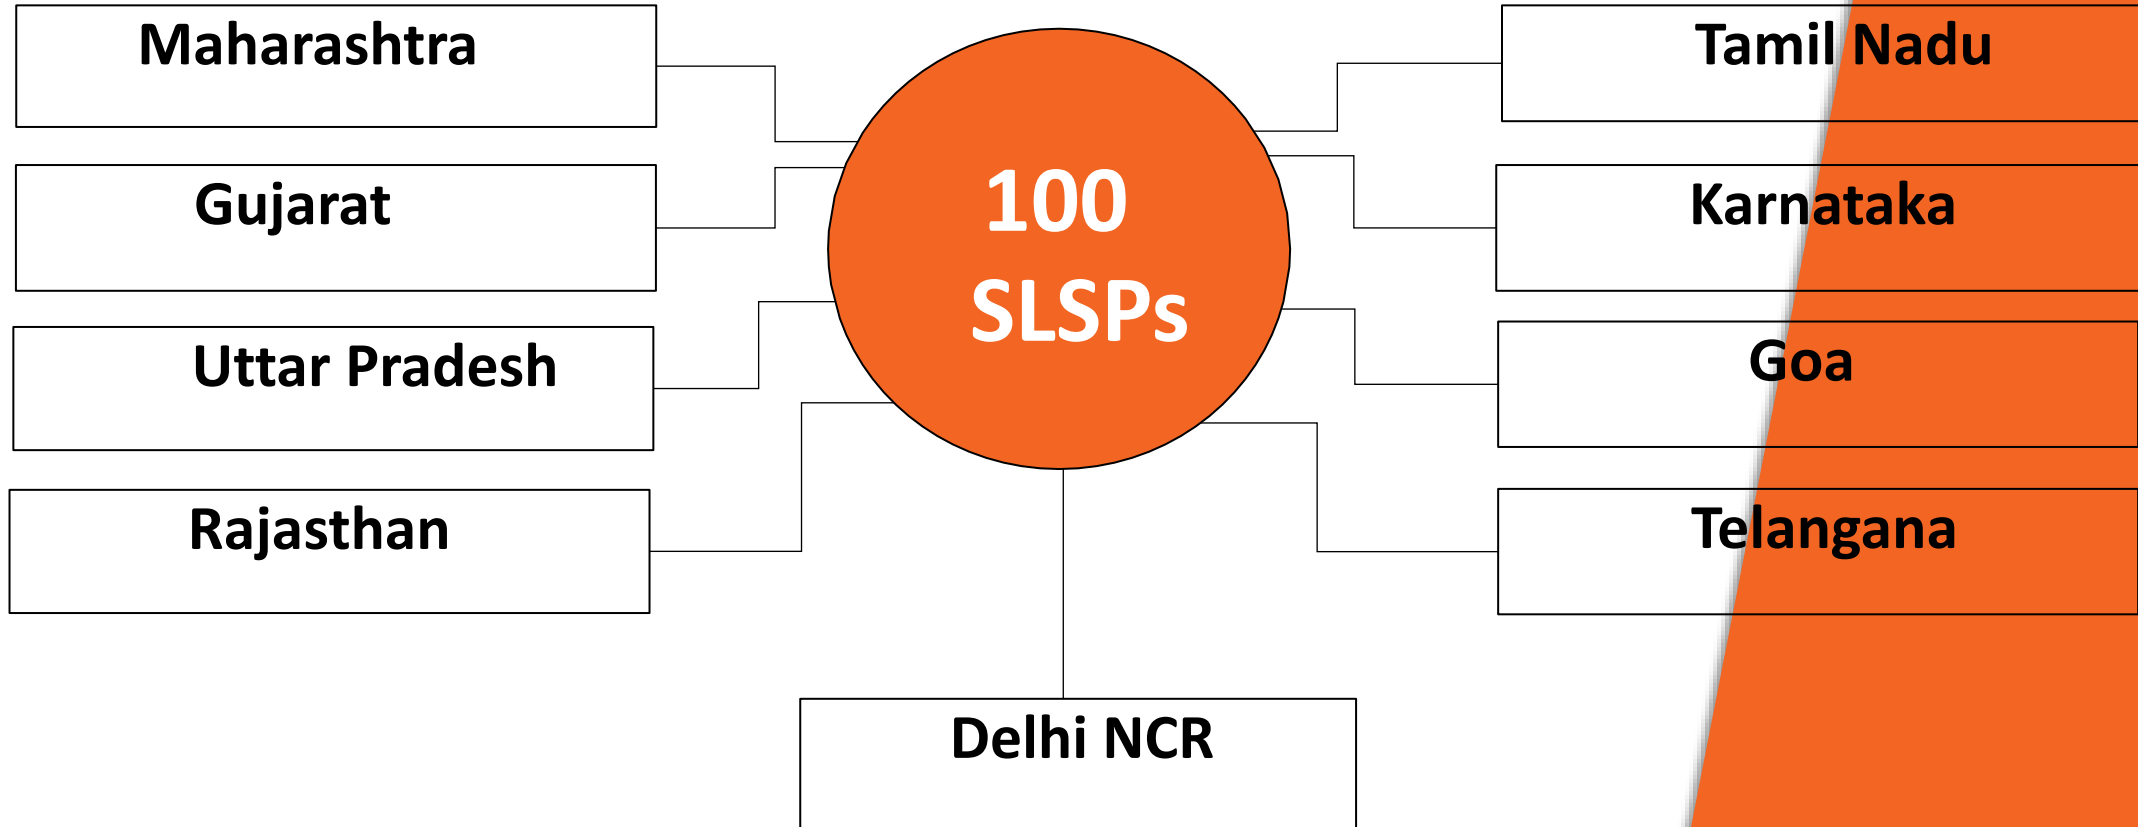 Maharashtra
Gujarat
Uttar Pradesh
Rajasthan
100
SLSPs
Tamil Nadu
Karnataka
Goa
Telangana
Delhi NCR